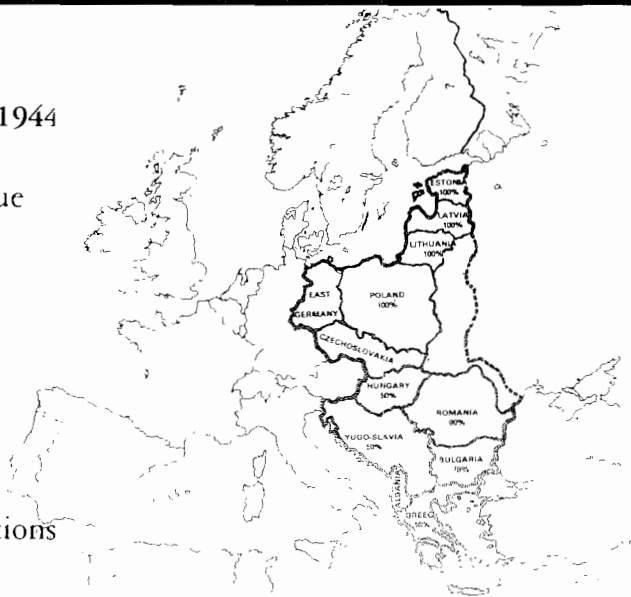 1944
ue
ESTONIA
100%
LATVIA
100%
LITHUANIA
100%
EAST
GERMANY
POLAND
100%
CZECHOSLOVAKIA
HUNGARY
50%
ROMANIA
90%
YUGO-SLAVIA
50%
BULGARIA
ALBANIA
GREECE
10%
tions